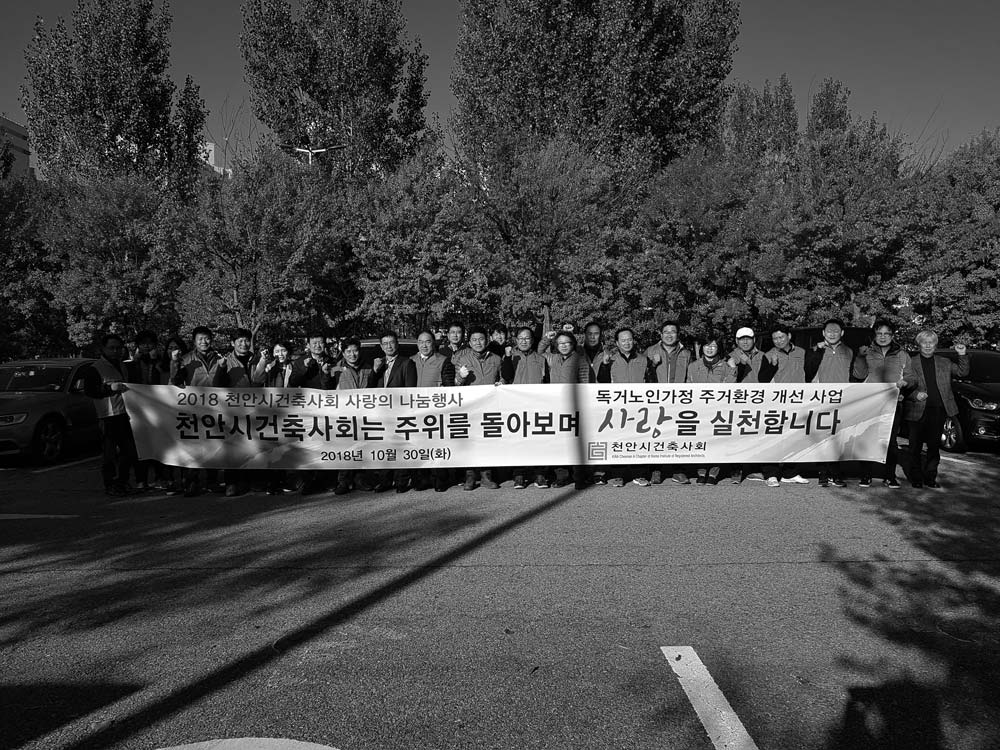 2018 천안시건축사회 사랑의 나눔행사
독거노인가정 주거환경 개선 사업
천안시건축사회는 주위를 돌아보며 사랑을 실천합니다
2018년 10월 30일(화)
천안시건축사회